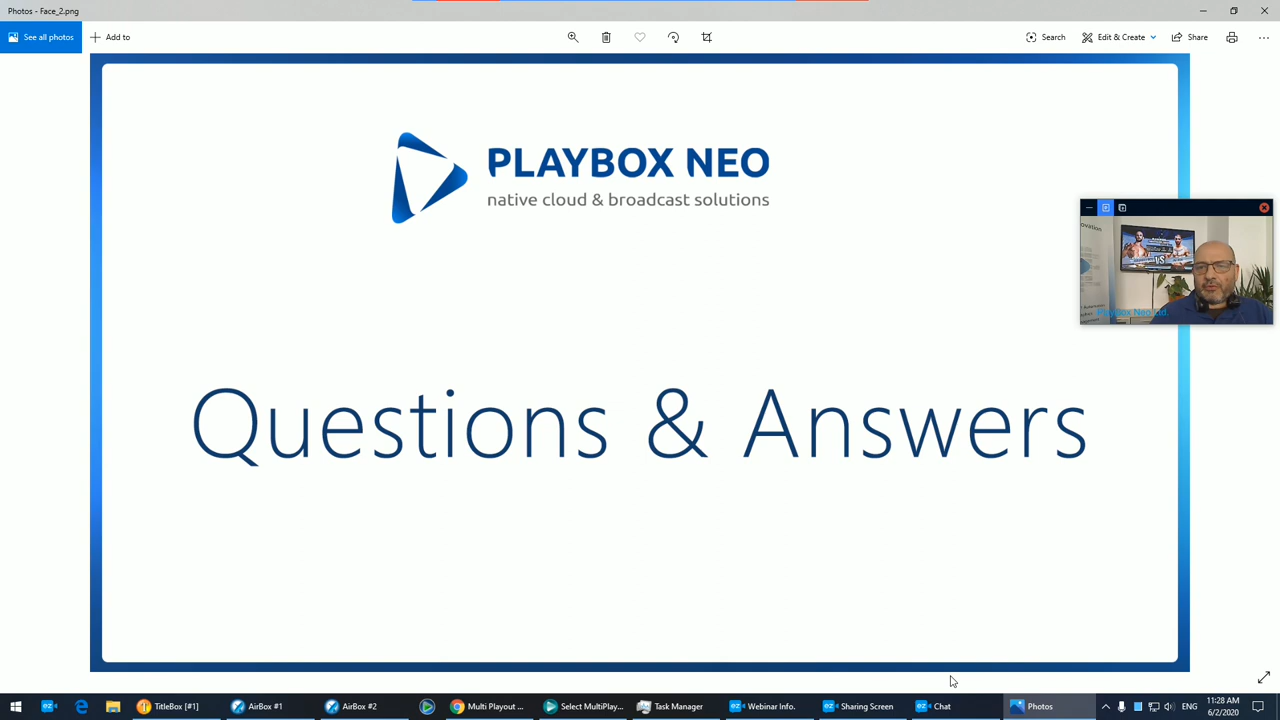 Photos - Face_2.png
See all photos
Add to
Search
Edit & Create
Share
PLAYBOX NEO
native cloud & broadcast solutions
ovation
VS
Questions & Answers
TitleBox [#1]
AirBox #1
AirBox #2
Multi Playout ...
Select MultiPlay...
Task Manager
Webinar Info.
Sharing Screen
Chat
Photos
11:28 AM
6/2/2020